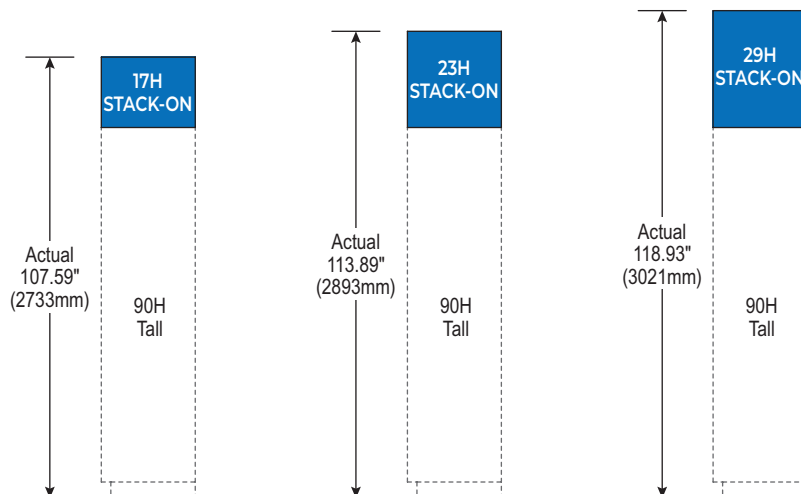 17H
STACK-ON
Actual
107.59"
(2733mm)
90H
Tall
23H
STACK-ON
Actual
113.89"
(2893mm)
90H
Tall
29H
STACK-ON
Actual
118.93"
(3021mm)
90H
Tall